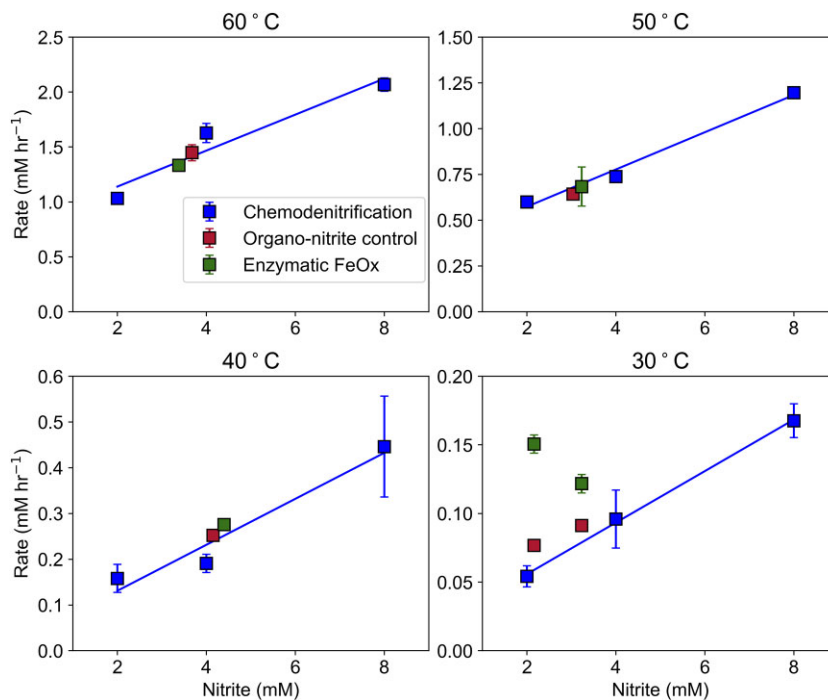 60°C
2.5
2.0
1.5
1.0
0.5
0.0
Rate (mM hr⁻¹)
2 4 6 8
Chemodenitrification
Organo-nitrite control
Enzymatic FeOx
50°C
1.50
1.25
1.00
0.75
0.50
0.25
0.00
2 4 6 8
40°C
0.6
0.5
0.4
0.3
0.2
0.1
0.0
Rate (mM hr⁻¹)
2 4 6 8
Nitrite (mM)
30°C
0.20
0.15
0.10
0.05
0.00
2 4 6 8
Nitrite (mM)